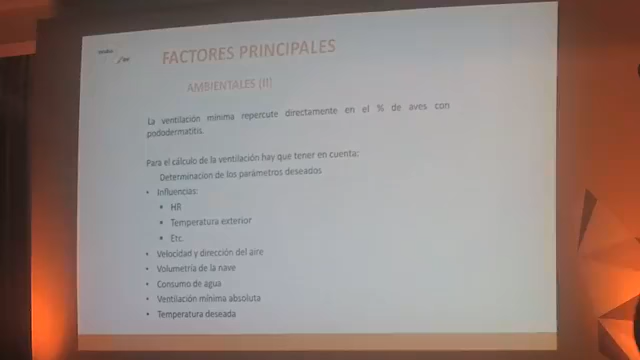 FACTORES PRINCIPALES
AMBIENTALES (II)
La ventilación mínima repercute directamente en el % de aves con
pododermatitis.
Para el cálculo de la ventilación hay que tener en cuenta:
Determinacion de los parámetros deseados
• Influencias:
• HR
• Temperatura exterior
• Etc.
• Velocidad y dirección del aire
• Volumetría de la nave
• Consumo de agua
• Ventilación mínima absoluta
• Temperatura deseada